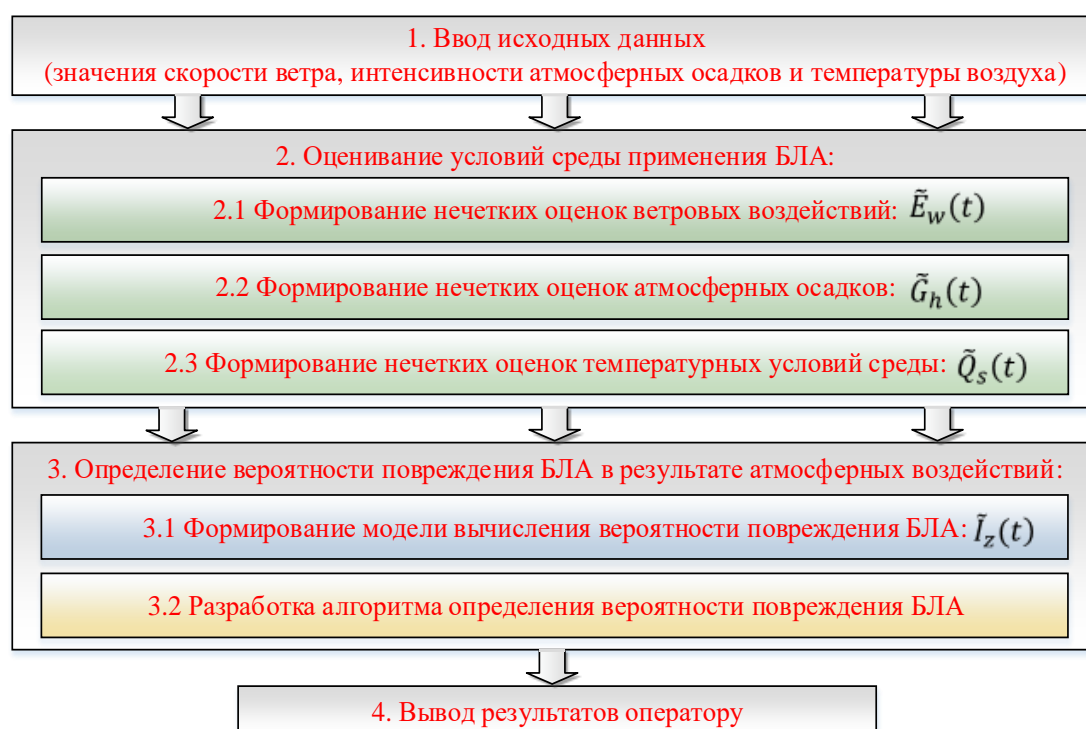 1. Ввод исходных данных
(значения скорости ветра, интенсивности атмосферных осадков и температуры воздуха)
2. Оценивание условий среды применения БЛА:
2.1 Формирование нечетких оценок ветровых воздействий: Ẽ_w(t)
2.2 Формирование нечетких оценок атмосферных осадков: G̃_h(t)
2.3 Формирование нечетких оценок температурных условий среды: Q̃_s(t)
3. Определение вероятности повреждения БЛА в результате атмосферных воздействий:
3.1 Формирование модели вычисления вероятности повреждения БЛА: Ĩ_z(t)
3.2 Разработка алгоритма определения вероятности повреждения БЛА
4. Вывод результатов оператору